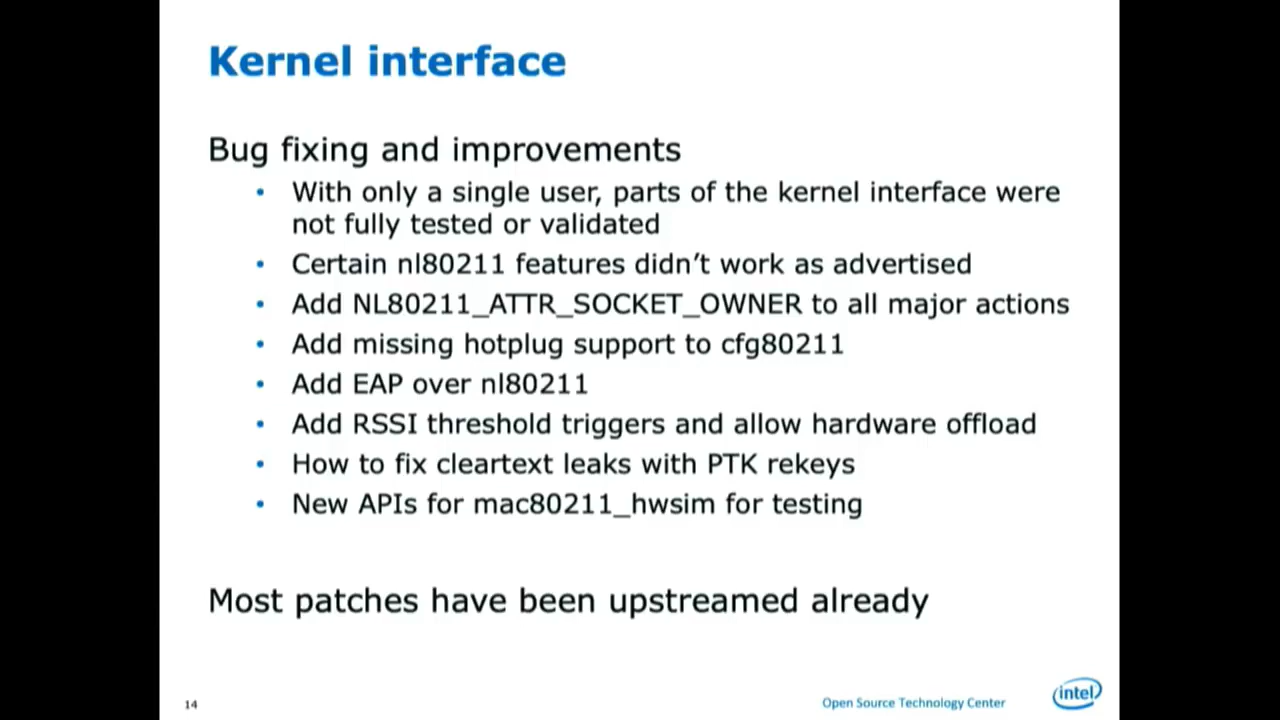 Kernel interface
Bug fixing and improvements
• With only a single user, parts of the kernel interface were
not fully tested or validated
• Certain nl80211 features didn’t work as advertised
• Add NL80211_ATTR_SOCKET_OWNER to all major actions
• Add missing hotplug support to cfg80211
• Add EAP over nl80211
• Add RSSI threshold triggers and allow hardware offload
• How to fix cleartext leaks with PTK rekeys
• New APIs for mac80211_hwsim for testing
Most patches have been upstreamed already
14
Open Source Technology Center
intel